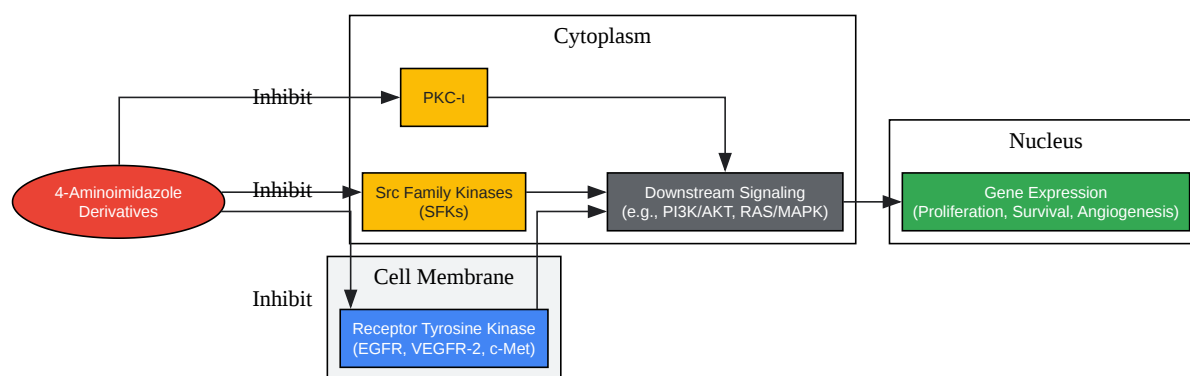 Cytoplasm
Inhibit
PKC-ι
Nucleus
4-Aminoimidazole
Derivatives
Inhibit
Src Family Kinases
(SFKs)
Downstream Signaling
(e.g., PI3K/AKT, RAS/MAPK)
Gene Expression
(Proliferation, Survival, Angiogenesis)
Cell Membrane
Inhibit
Receptor Tyrosine Kinase
(EGFR, VEGFR-2, c-Met)